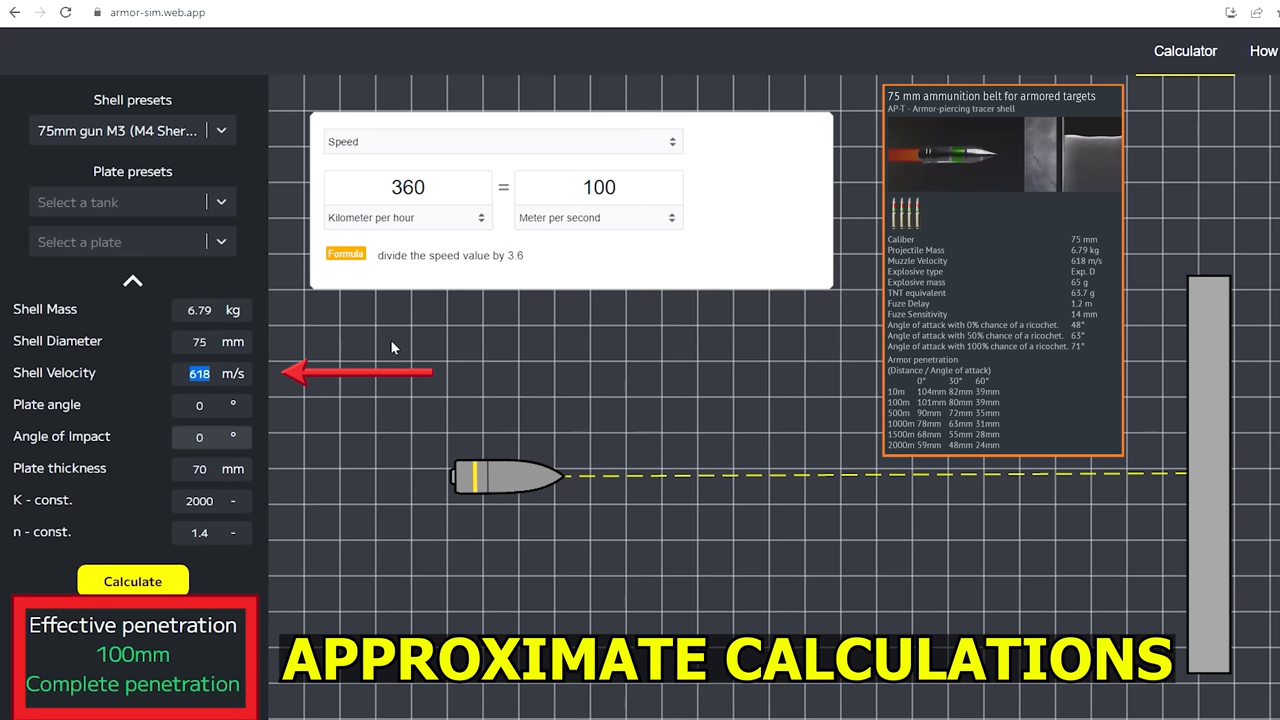 armor-sim.web.app
Calculator How
Shell presets
75mm gun M3 (M4 Sher...
Plate presets
Select a tank
Select a plate
Shell Mass 6.79 kg
Shell Diameter 75 mm
Shell Velocity 618 m/s
Plate angle 0 °
Angle of Impact 0 °
Plate thickness 70 mm
K - const. 2000 -
n - const. 1.4 -
Calculate
Effective penetration
100mm
Complete penetration
Speed
360 = 100
Kilometer per hour Meter per second
Formula divide the speed value by 3.6
75 mm ammunition belt for armored targets
AP-T - Armor-piercing tracer shell
Caliber 75 mm
Projectile Mass 6.79 kg
Muzzle Velocity 618 m/s
Explosive type Exp. D
Explosive mass 65 g
TNT equivalent 63.7 g
Fuze Delay 1.2 m
Fuze Sensitivity 14 mm
Angle of attack with 0% chance of a ricochet. 48°
Angle of attack with 50% chance of a ricochet. 63°
Angle of attack with 100% chance of a ricochet. 71°
Armor penetration
(Distance / Angle of attack)
0° 30° 60°
10m 104mm 82mm 39mm
100m 101mm 80mm 39mm
500m 90mm 72mm 35mm
1000m 78mm 63mm 31mm
1500m 68mm 55mm 28mm
2000m 59mm 48mm 24mm
APPROXIMATE CALCULATIONS